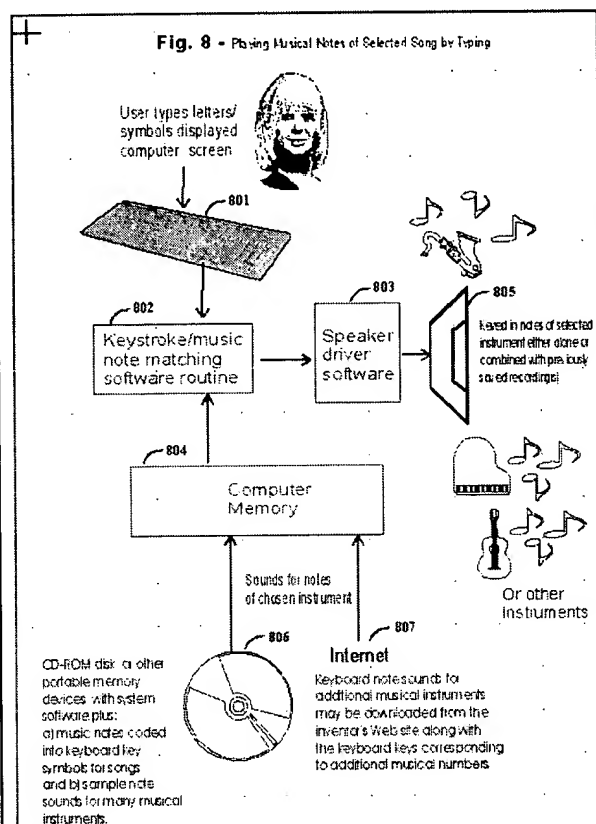 Fig. 8 - Playing Musical Notes of Selected Song by Typing
User types letters/
symbols displayed
computer screen
801
802
Keystroke/music
note matching
software routine
803
Speaker
driver
software
805
Keyed in notes of selected
instrument either alone or
combined with previously
saved recordings)
804
Computer
Memory
Sounds for notes
of chosen instrument
Or other
Instruments
806
807
Internet
CD-ROM disk or other
portable memory
devices with system
software plus:
a) music notes coded
into keyboard key
symbols for songs
and b) sample note
sounds for many musical
instruments.
Keyboard note sounds for
additional musical instruments
may be downloaded from the
inventor's Web site along with
the keyboard keys corresponding
to additional musical numbers